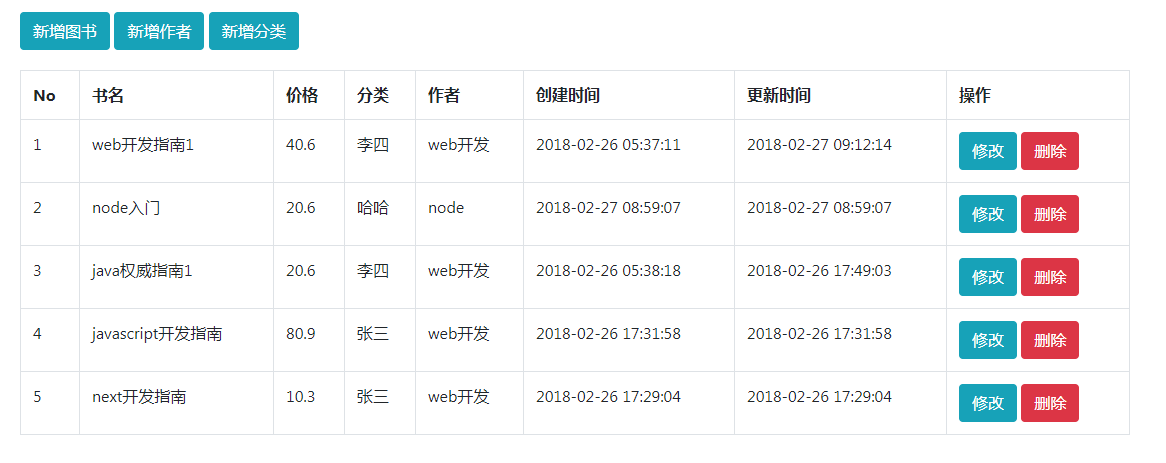 新增图书 新增作者 新增分类
No 书名 价格 分类 作者 创建时间 更新时间 操作
1 web开发指南1 40.6 李四 web开发 2018-02-26 05:37:11 2018-02-27 09:12:14 修改 删除
2 node入门 20.6 哈哈 node 2018-02-27 08:59:07 2018-02-27 08:59:07 修改 删除
3 java权威指南1 20.6 李四 web开发 2018-02-26 05:38:18 2018-02-26 17:49:03 修改 删除
4 javascript开发指南 80.9 张三 web开发 2018-02-26 17:31:58 2018-02-26 17:31:58 修改 删除
5 next开发指南 10.3 张三 web开发 2018-02-26 17:29:04 2018-02-26 17:29:04 修改 删除